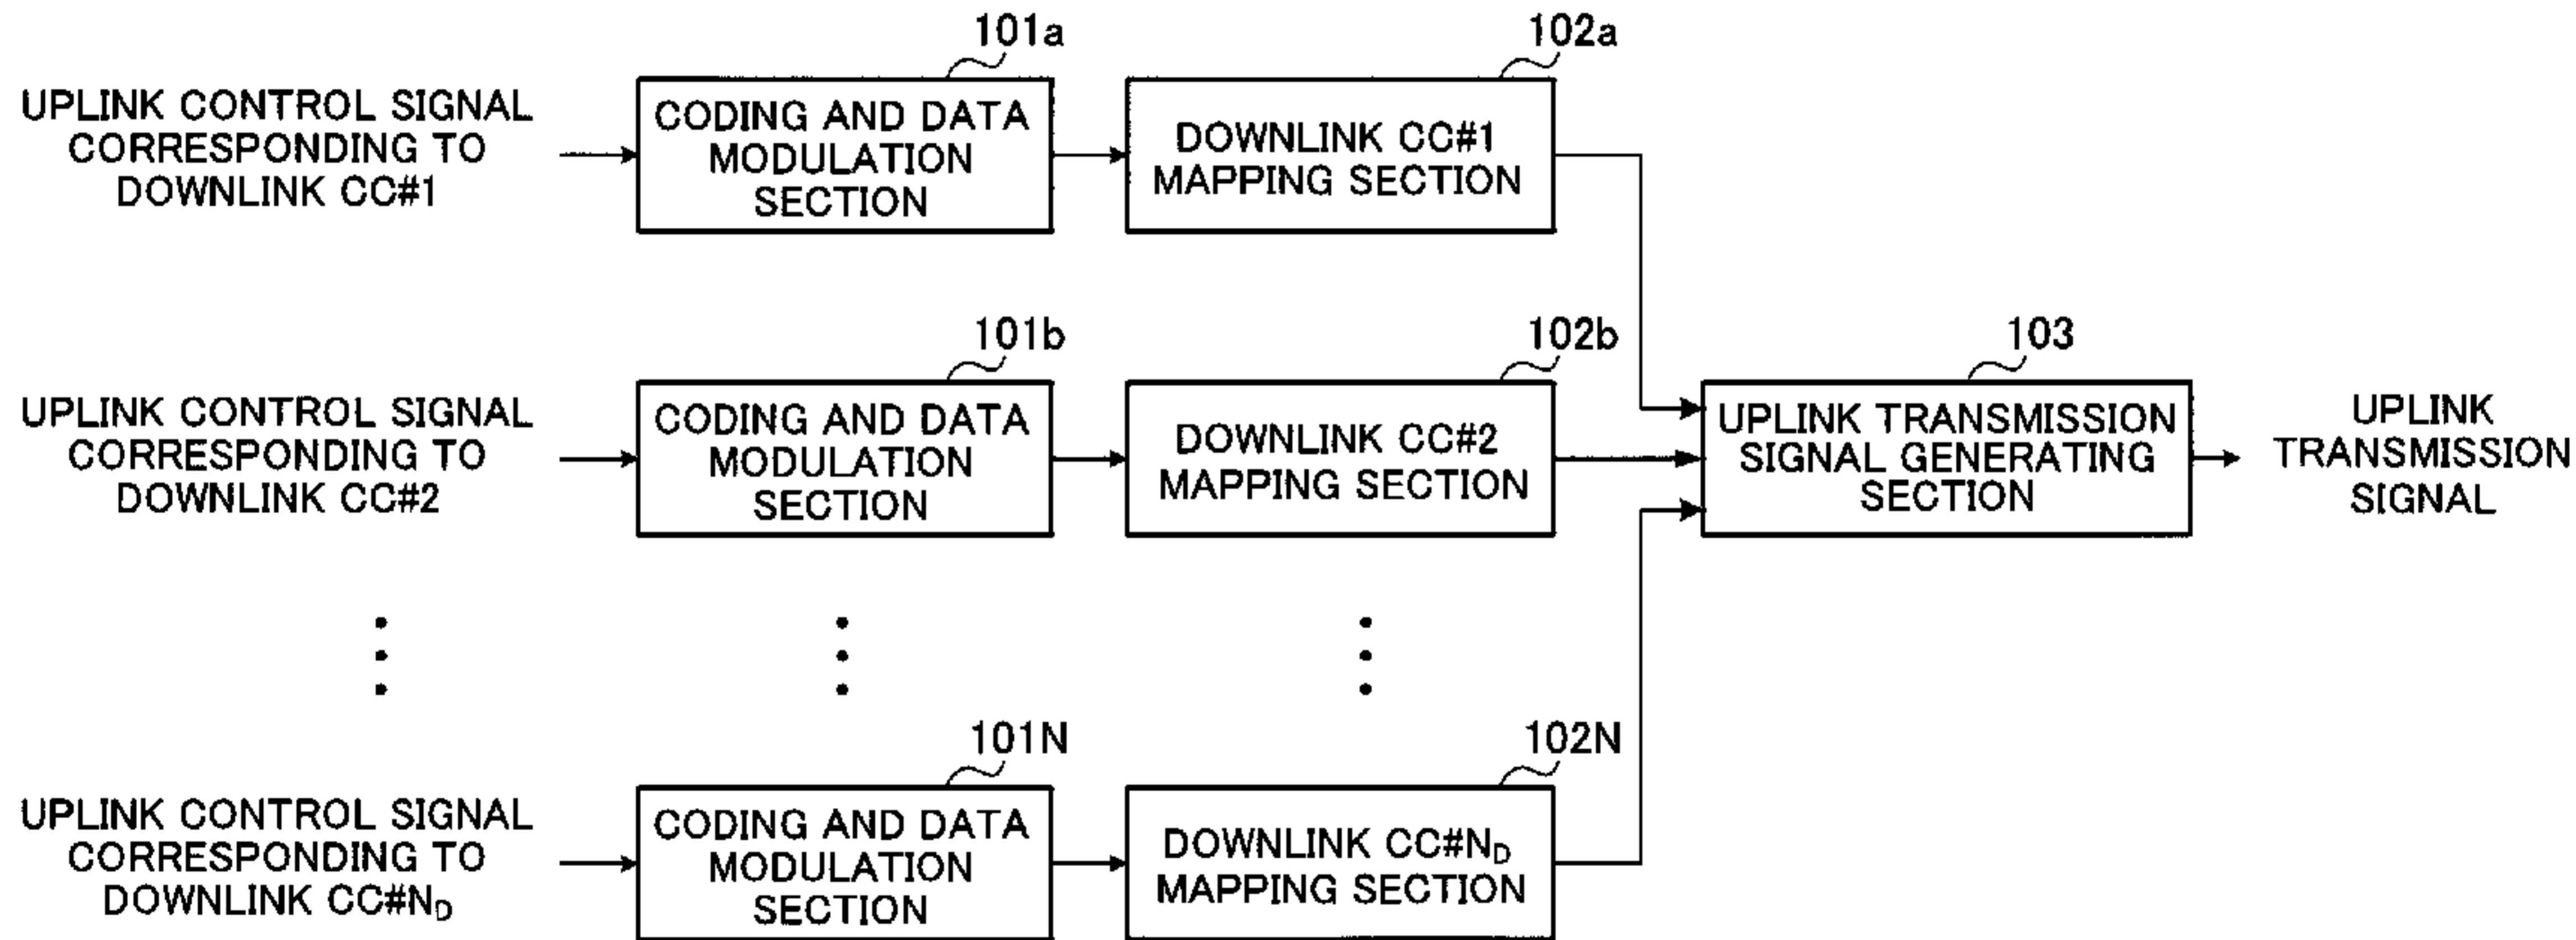 101a
102a
UPLINK CONTROL SIGNAL
CORRESPONDING TO
DOWNLINK CC#1
CODING AND DATA
MODULATION
SECTION
DOWNLINK CC#1
MAPPING SECTION
101b
102b
103
UPLINK CONTROL SIGNAL
CORRESPONDING TO
DOWNLINK CC#2
CODING AND DATA
MODULATION
SECTION
DOWNLINK CC#2
MAPPING SECTION
UPLINK TRANSMISSION
SIGNAL GENERATING
SECTION
UPLINK
TRANSMISSION
SIGNAL
101N
102N
UPLINK CONTROL SIGNAL
CORRESPONDING TO
DOWNLINK CC#N_D
CODING AND DATA
MODULATION
SECTION
DOWNLINK CC#N_D
MAPPING SECTION